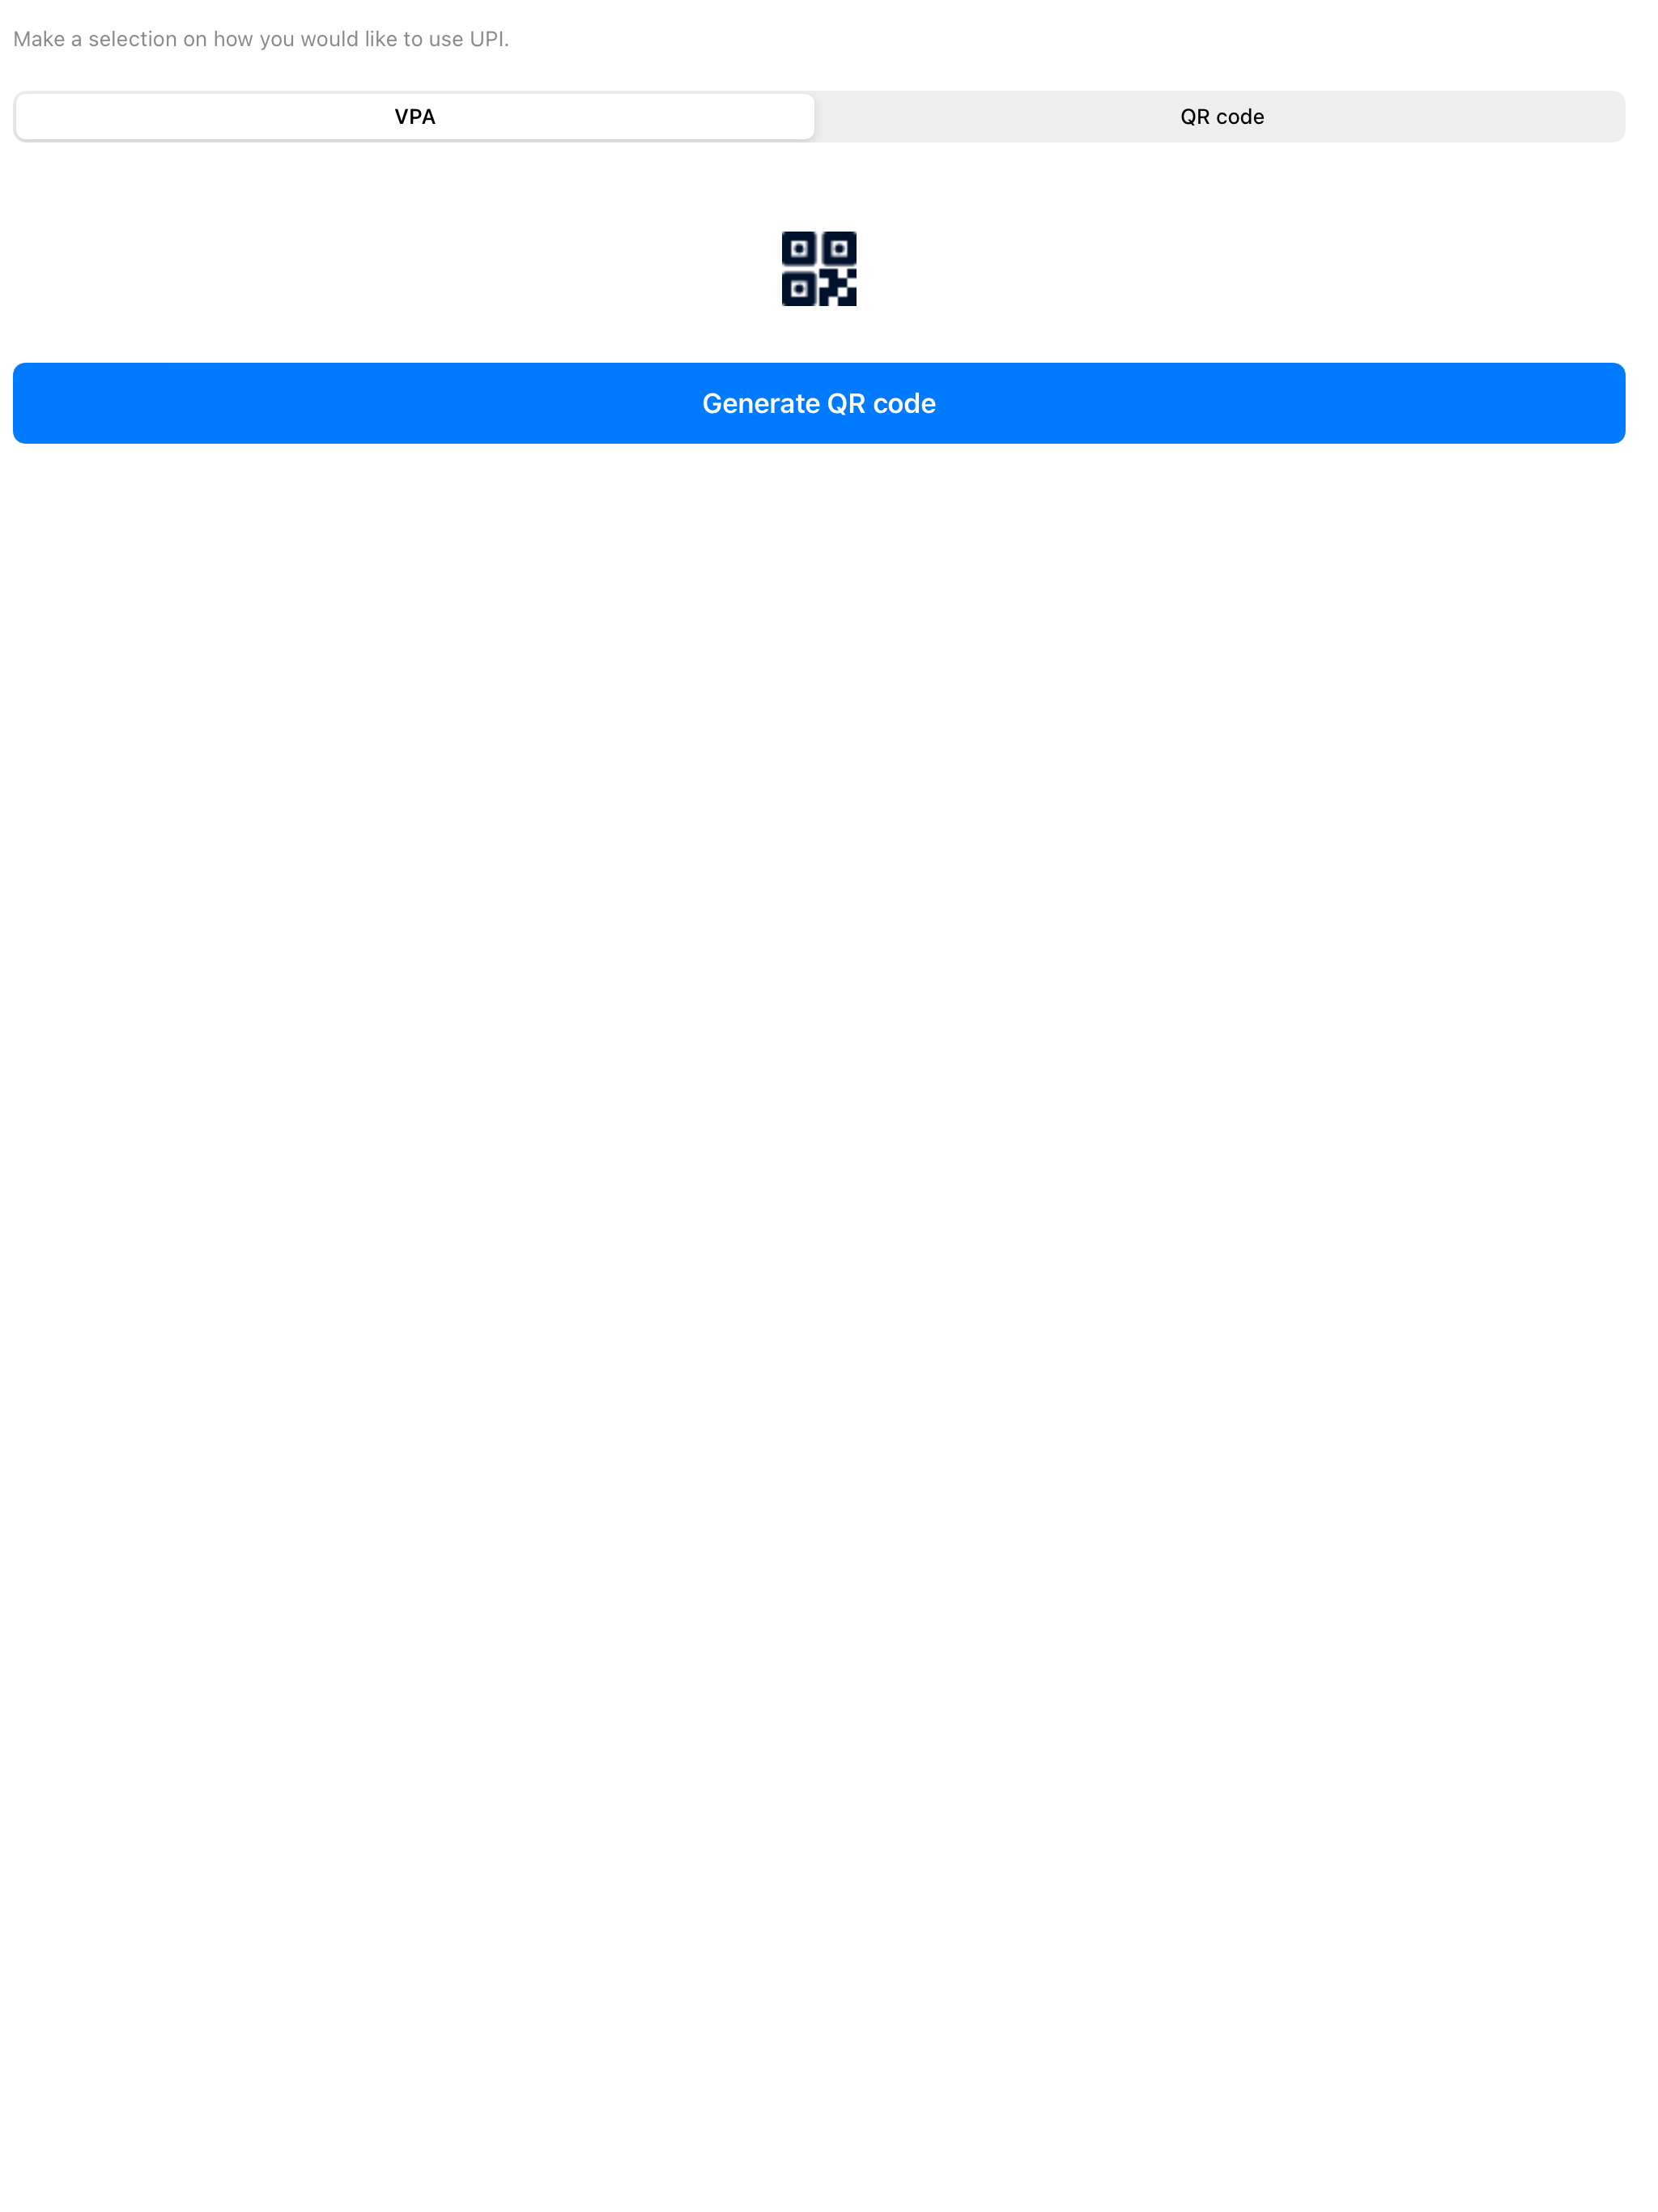 Make a selection on how you would like to use UPI.
VPA
QR code
Generate QR code